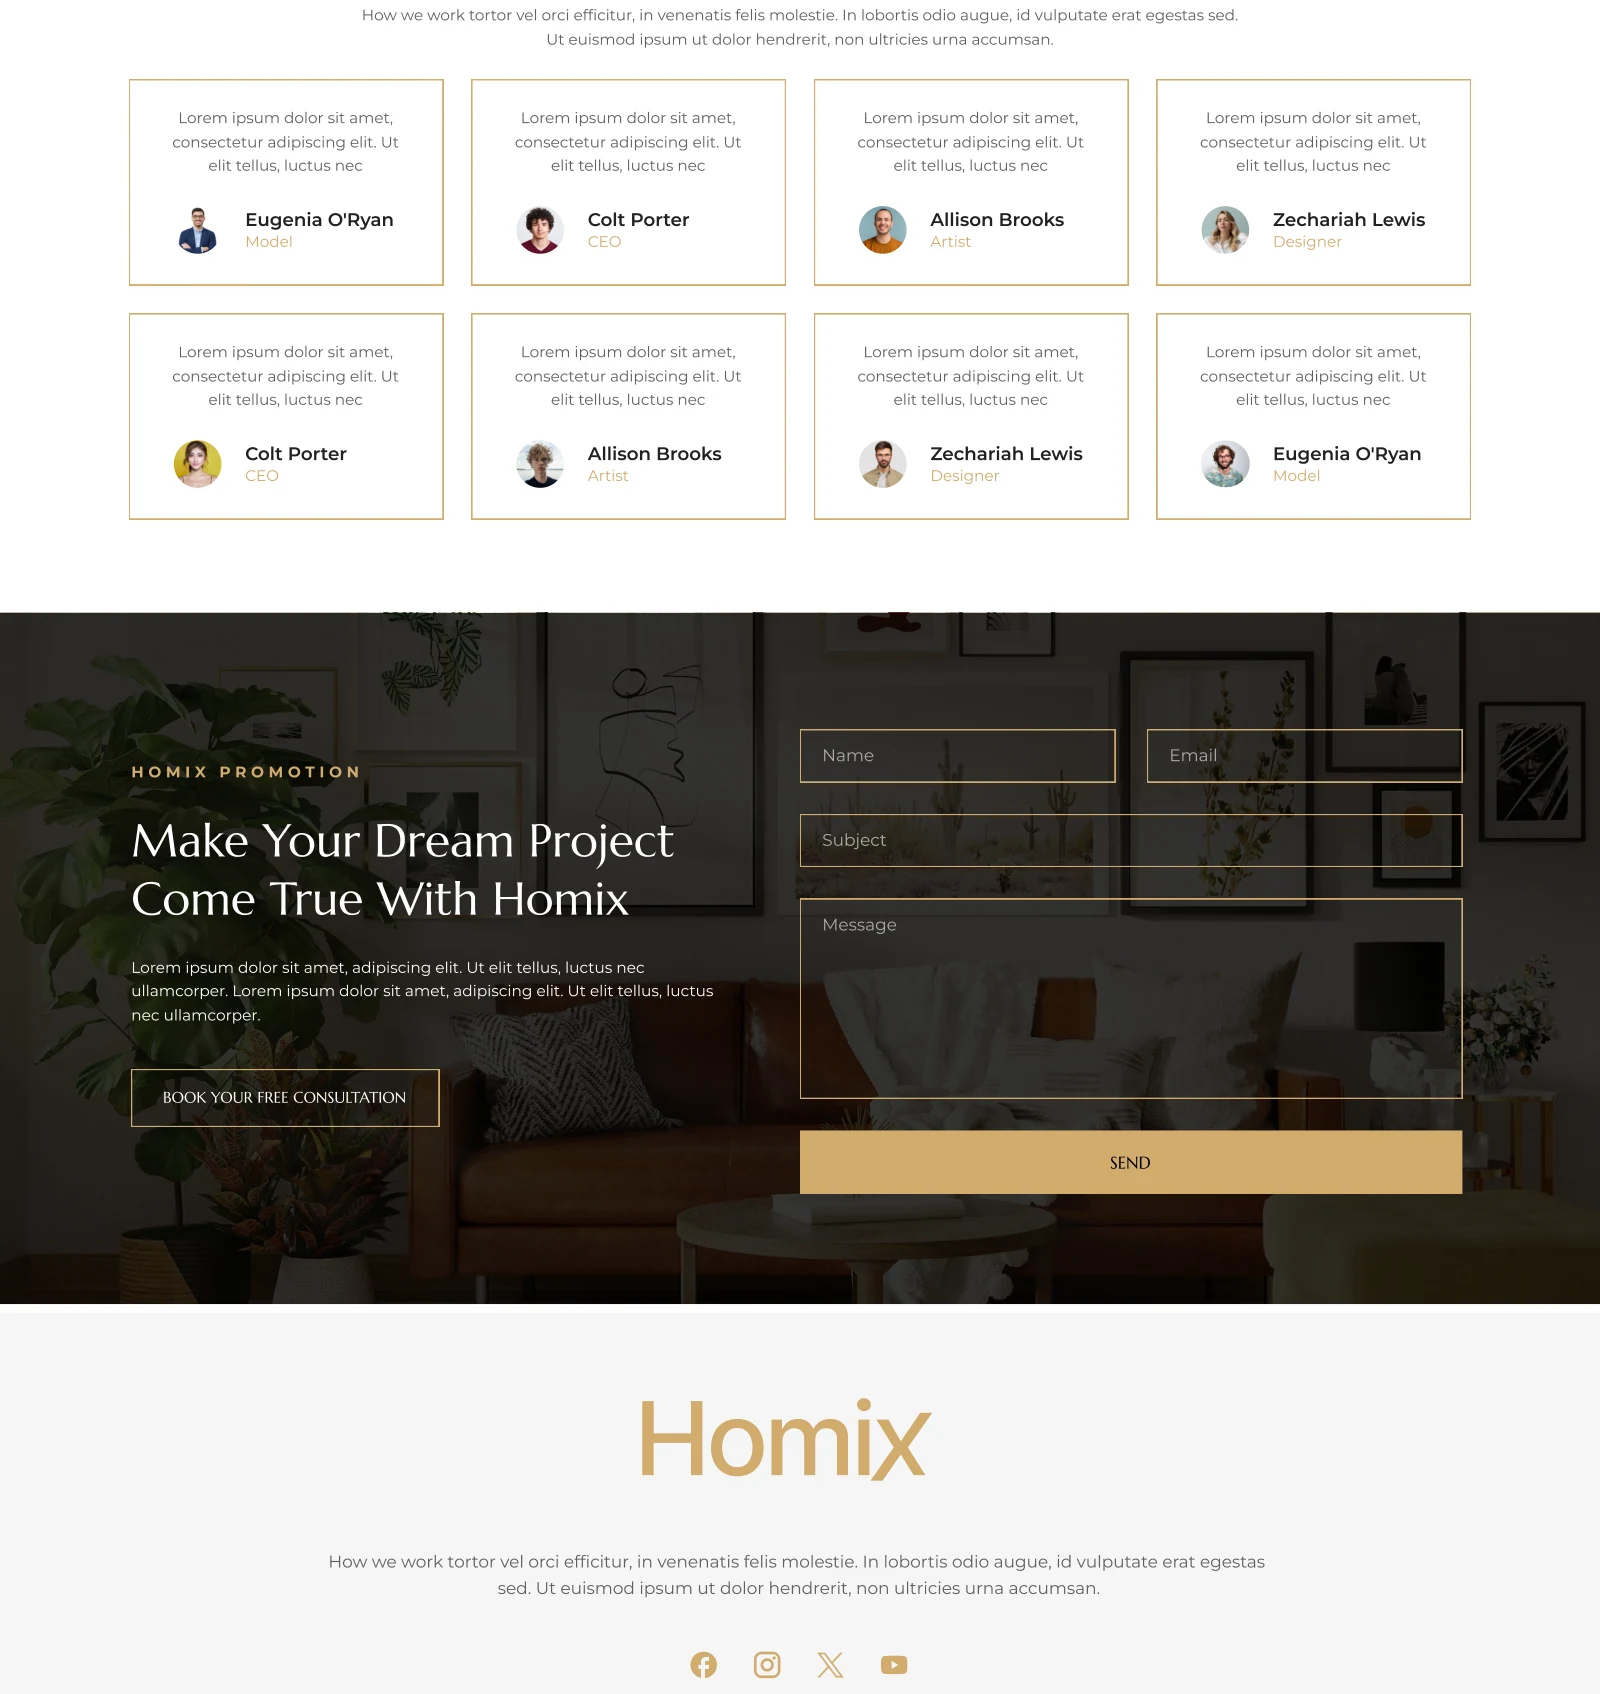 How we work tortor vel orci efficitur, in venenatis felis molestie. In lobortis odio augue, id vulputate erat egestas sed.
Ut euismod ipsum ut dolor hendrerit, non ultricies urna accumsan.
Lorem ipsum dolor sit amet,
consectetur adipiscing elit. Ut
elit tellus, luctus nec
Eugenia O'Ryan
Model
Lorem ipsum dolor sit amet,
consectetur adipiscing elit. Ut
elit tellus, luctus nec
Colt Porter
CEO
Lorem ipsum dolor sit amet,
consectetur adipiscing elit. Ut
elit tellus, luctus nec
Allison Brooks
Artist
Lorem ipsum dolor sit amet,
consectetur adipiscing elit. Ut
elit tellus, luctus nec
Zechariah Lewis
Designer
Lorem ipsum dolor sit amet,
consectetur adipiscing elit. Ut
elit tellus, luctus nec
Colt Porter
CEO
Lorem ipsum dolor sit amet,
consectetur adipiscing elit. Ut
elit tellus, luctus nec
Allison Brooks
Artist
Lorem ipsum dolor sit amet,
consectetur adipiscing elit. Ut
elit tellus, luctus nec
Zechariah Lewis
Designer
Lorem ipsum dolor sit amet,
consectetur adipiscing elit. Ut
elit tellus, luctus nec
Eugenia O'Ryan
Model
HOMIX PROMOTION
Make Your Dream Project
Come True With Homix
Lorem ipsum dolor sit amet, adipiscing elit. Ut elit tellus, luctus nec
ullamcorper. Lorem ipsum dolor sit amet, adipiscing elit. Ut elit tellus, luctus
nec ullamcorper.
BOOK YOUR FREE CONSULTATION
Name
Email
Subject
Message
SEND
Homix
How we work tortor vel orci efficitur, in venenatis felis molestie. In lobortis odio augue, id vulputate erat egestas
sed. Ut euismod ipsum ut dolor hendrerit, non ultricies urna accumsan.